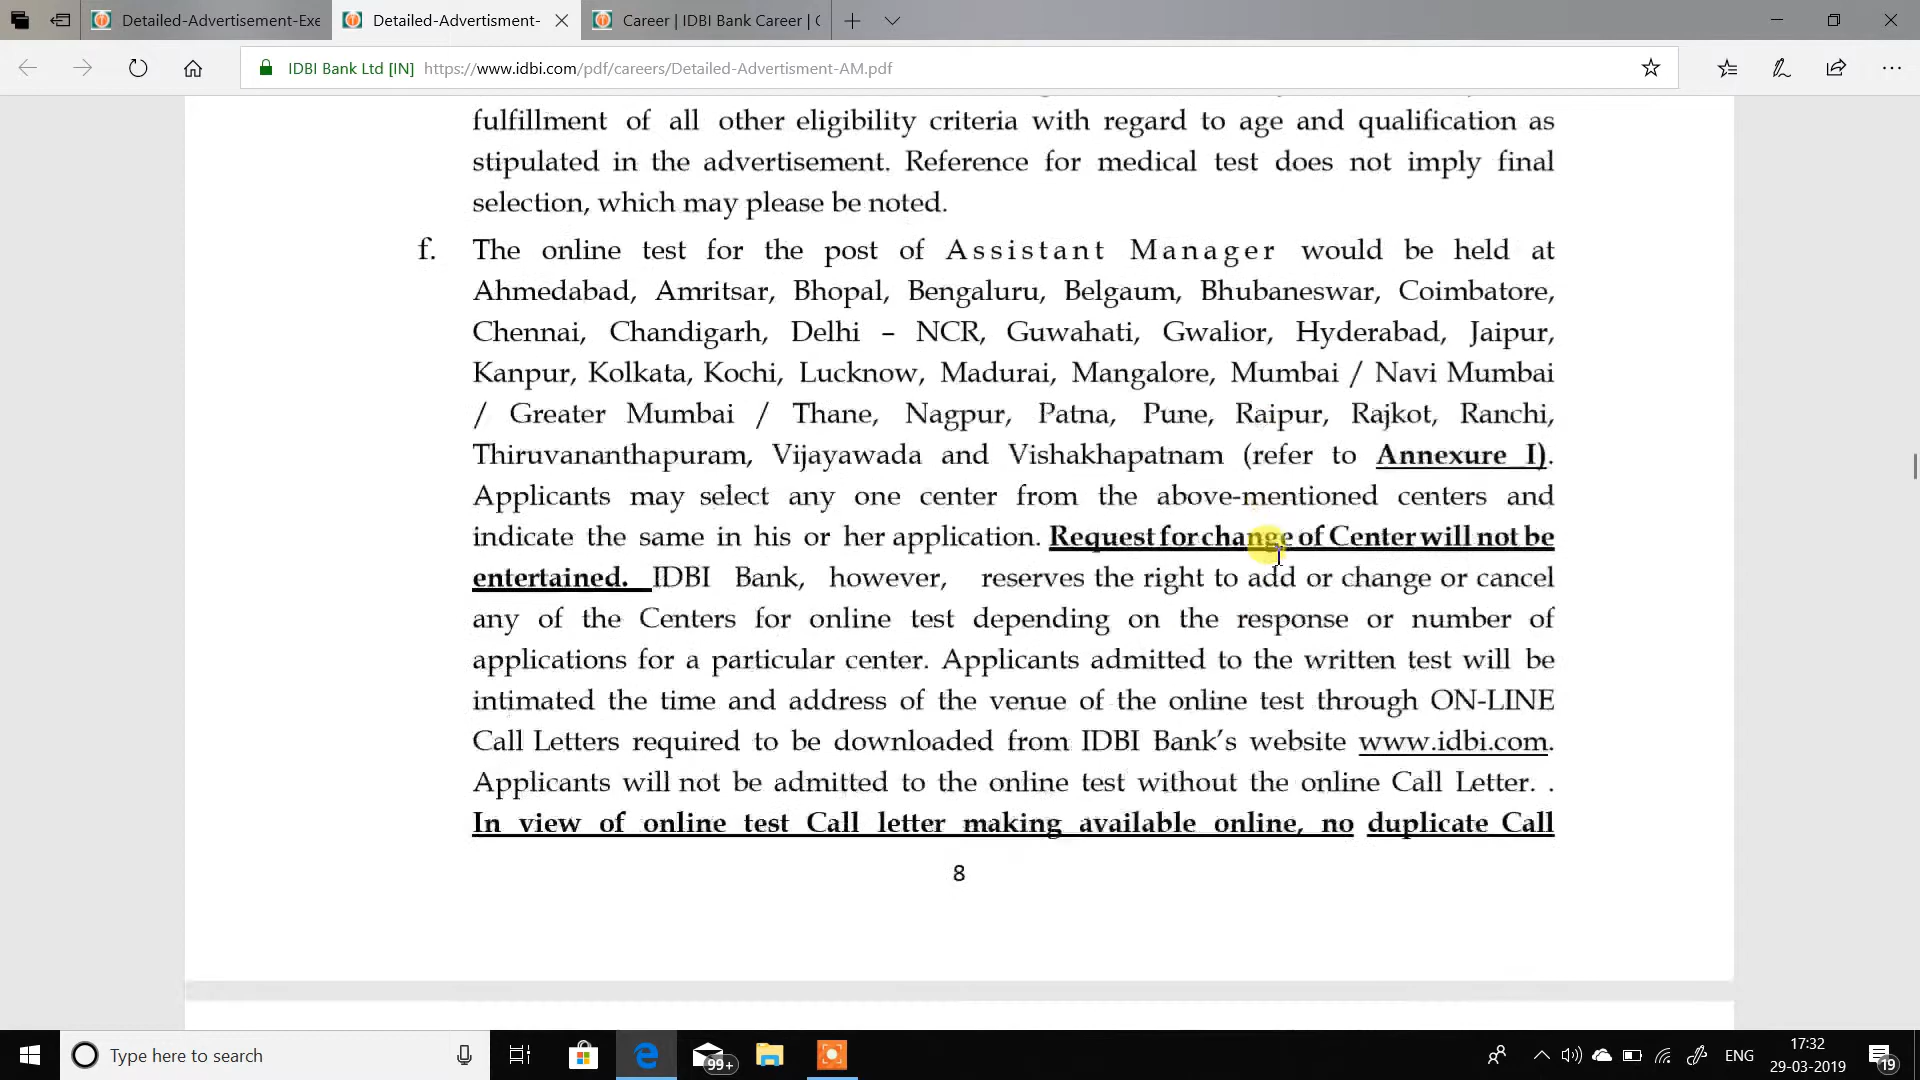 Detailed-Advertisement-Exe
Detailed-Advertisment-
Career | IDBI Bank Career |
IDBI Bank Ltd [IN] https://www.idbi.com/pdf/careers/Detailed-Advertisment-AM.pdf
fulfillment of all other eligibility criteria with regard to age and qualification as
stipulated in the advertisement. Reference for medical test does not imply final
selection, which may please be noted.
f. The online test for the post of Assistant Manager would be held at
Ahmedabad, Amritsar, Bhopal, Bengaluru, Belgaum, Bhubaneswar, Coimbatore,
Chennai, Chandigarh, Delhi – NCR, Guwahati, Gwalior, Hyderabad, Jaipur,
Kanpur, Kolkata, Kochi, Lucknow, Madurai, Mangalore, Mumbai / Navi Mumbai
/ Greater Mumbai / Thane, Nagpur, Patna, Pune, Raipur, Rajkot, Ranchi,
Thiruvananthapuram, Vijayawada and Vishakhapatnam (refer to Annexure I).
Applicants may select any one center from the above-mentioned centers and
indicate the same in his or her application. Request for change of Center will not be
entertained. IDBI Bank, however, reserves the right to add or change or cancel
any of the Centers for online test depending on the response or number of
applications for a particular center. Applicants admitted to the written test will be
intimated the time and address of the venue of the online test through ON-LINE
Call Letters required to be downloaded from IDBI Bank's website www.idbi.com.
Applicants will not be admitted to the online test without the online Call Letter. .
In view of online test Call letter making available online, no duplicate Call
8
Type here to search
99+
ENG
17:32
29-03-2019
19